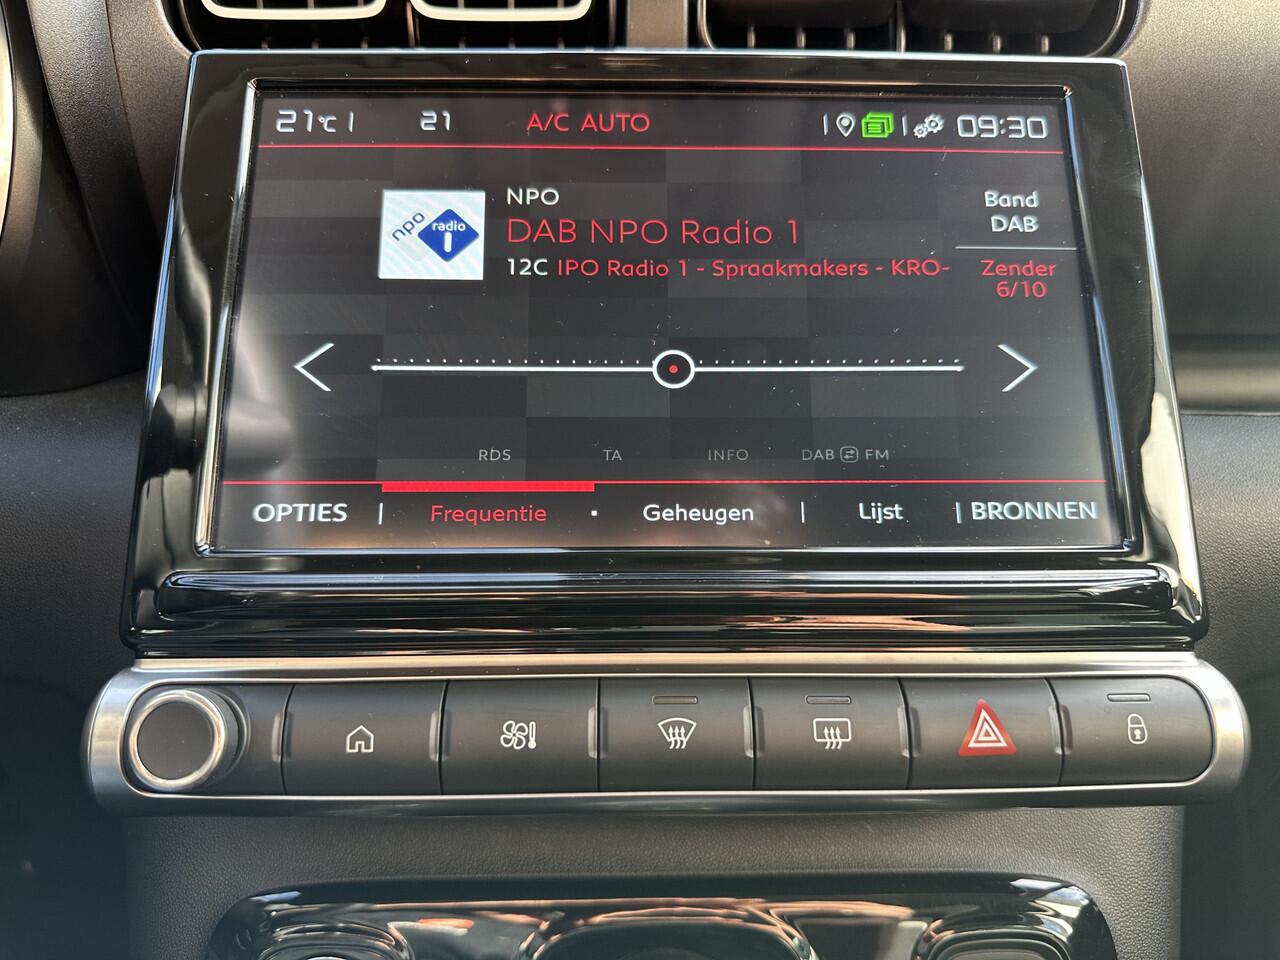 21°C 21 A/C AUTO 09:30
NPO
DAB NPO Radio 1
12C IPO Radio 1 - Spraakmakers - KRO-
npo radio 1
Band
DAB
Zender
6/10
RDS TA INFO DAB FM
OPTIES Frequentie Geheugen Lijst BRONNEN